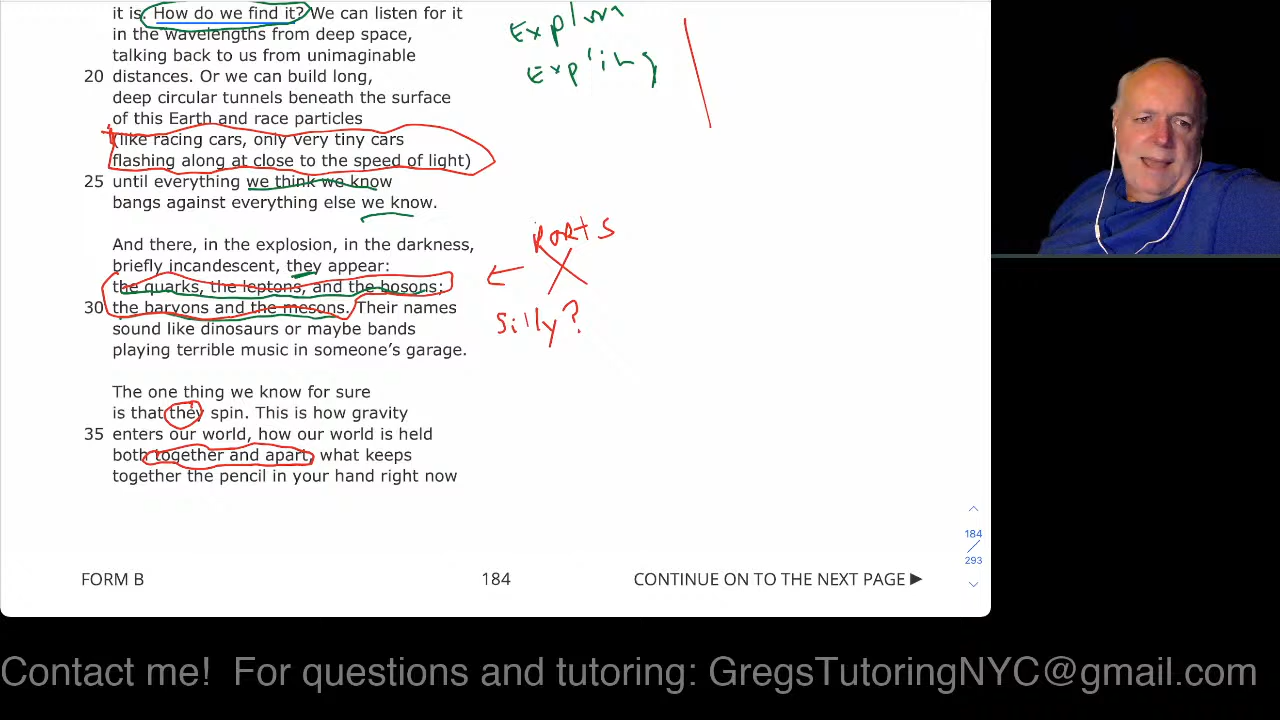 it is. How do we find it? We can listen for it
in the wavelengths from deep space,
talking back to us from unimaginable
20 distances. Or we can build long,
deep circular tunnels beneath the surface
of this Earth and race particles
(like racing cars, only very tiny cars
flashing along at close to the speed of light)
25 until everything we think we know
bangs against everything else we know.
And there, in the explosion, in the darkness,
briefly incandescent, they appear:
the quarks, the leptons, and the bosons;
30 the baryons and the mesons. Their names
sound like dinosaurs or maybe bands
playing terrible music in someone's garage.
The one thing we know for sure
is that they spin. This is how gravity
35 enters our world, how our world is held
both together and apart, what keeps
together the pencil in your hand right now
Silly?
184
293
FORM B 184 CONTINUE ON TO THE NEXT PAGE ▶
Contact me! For questions and tutoring: GregsTutoringNYC@gmail.com